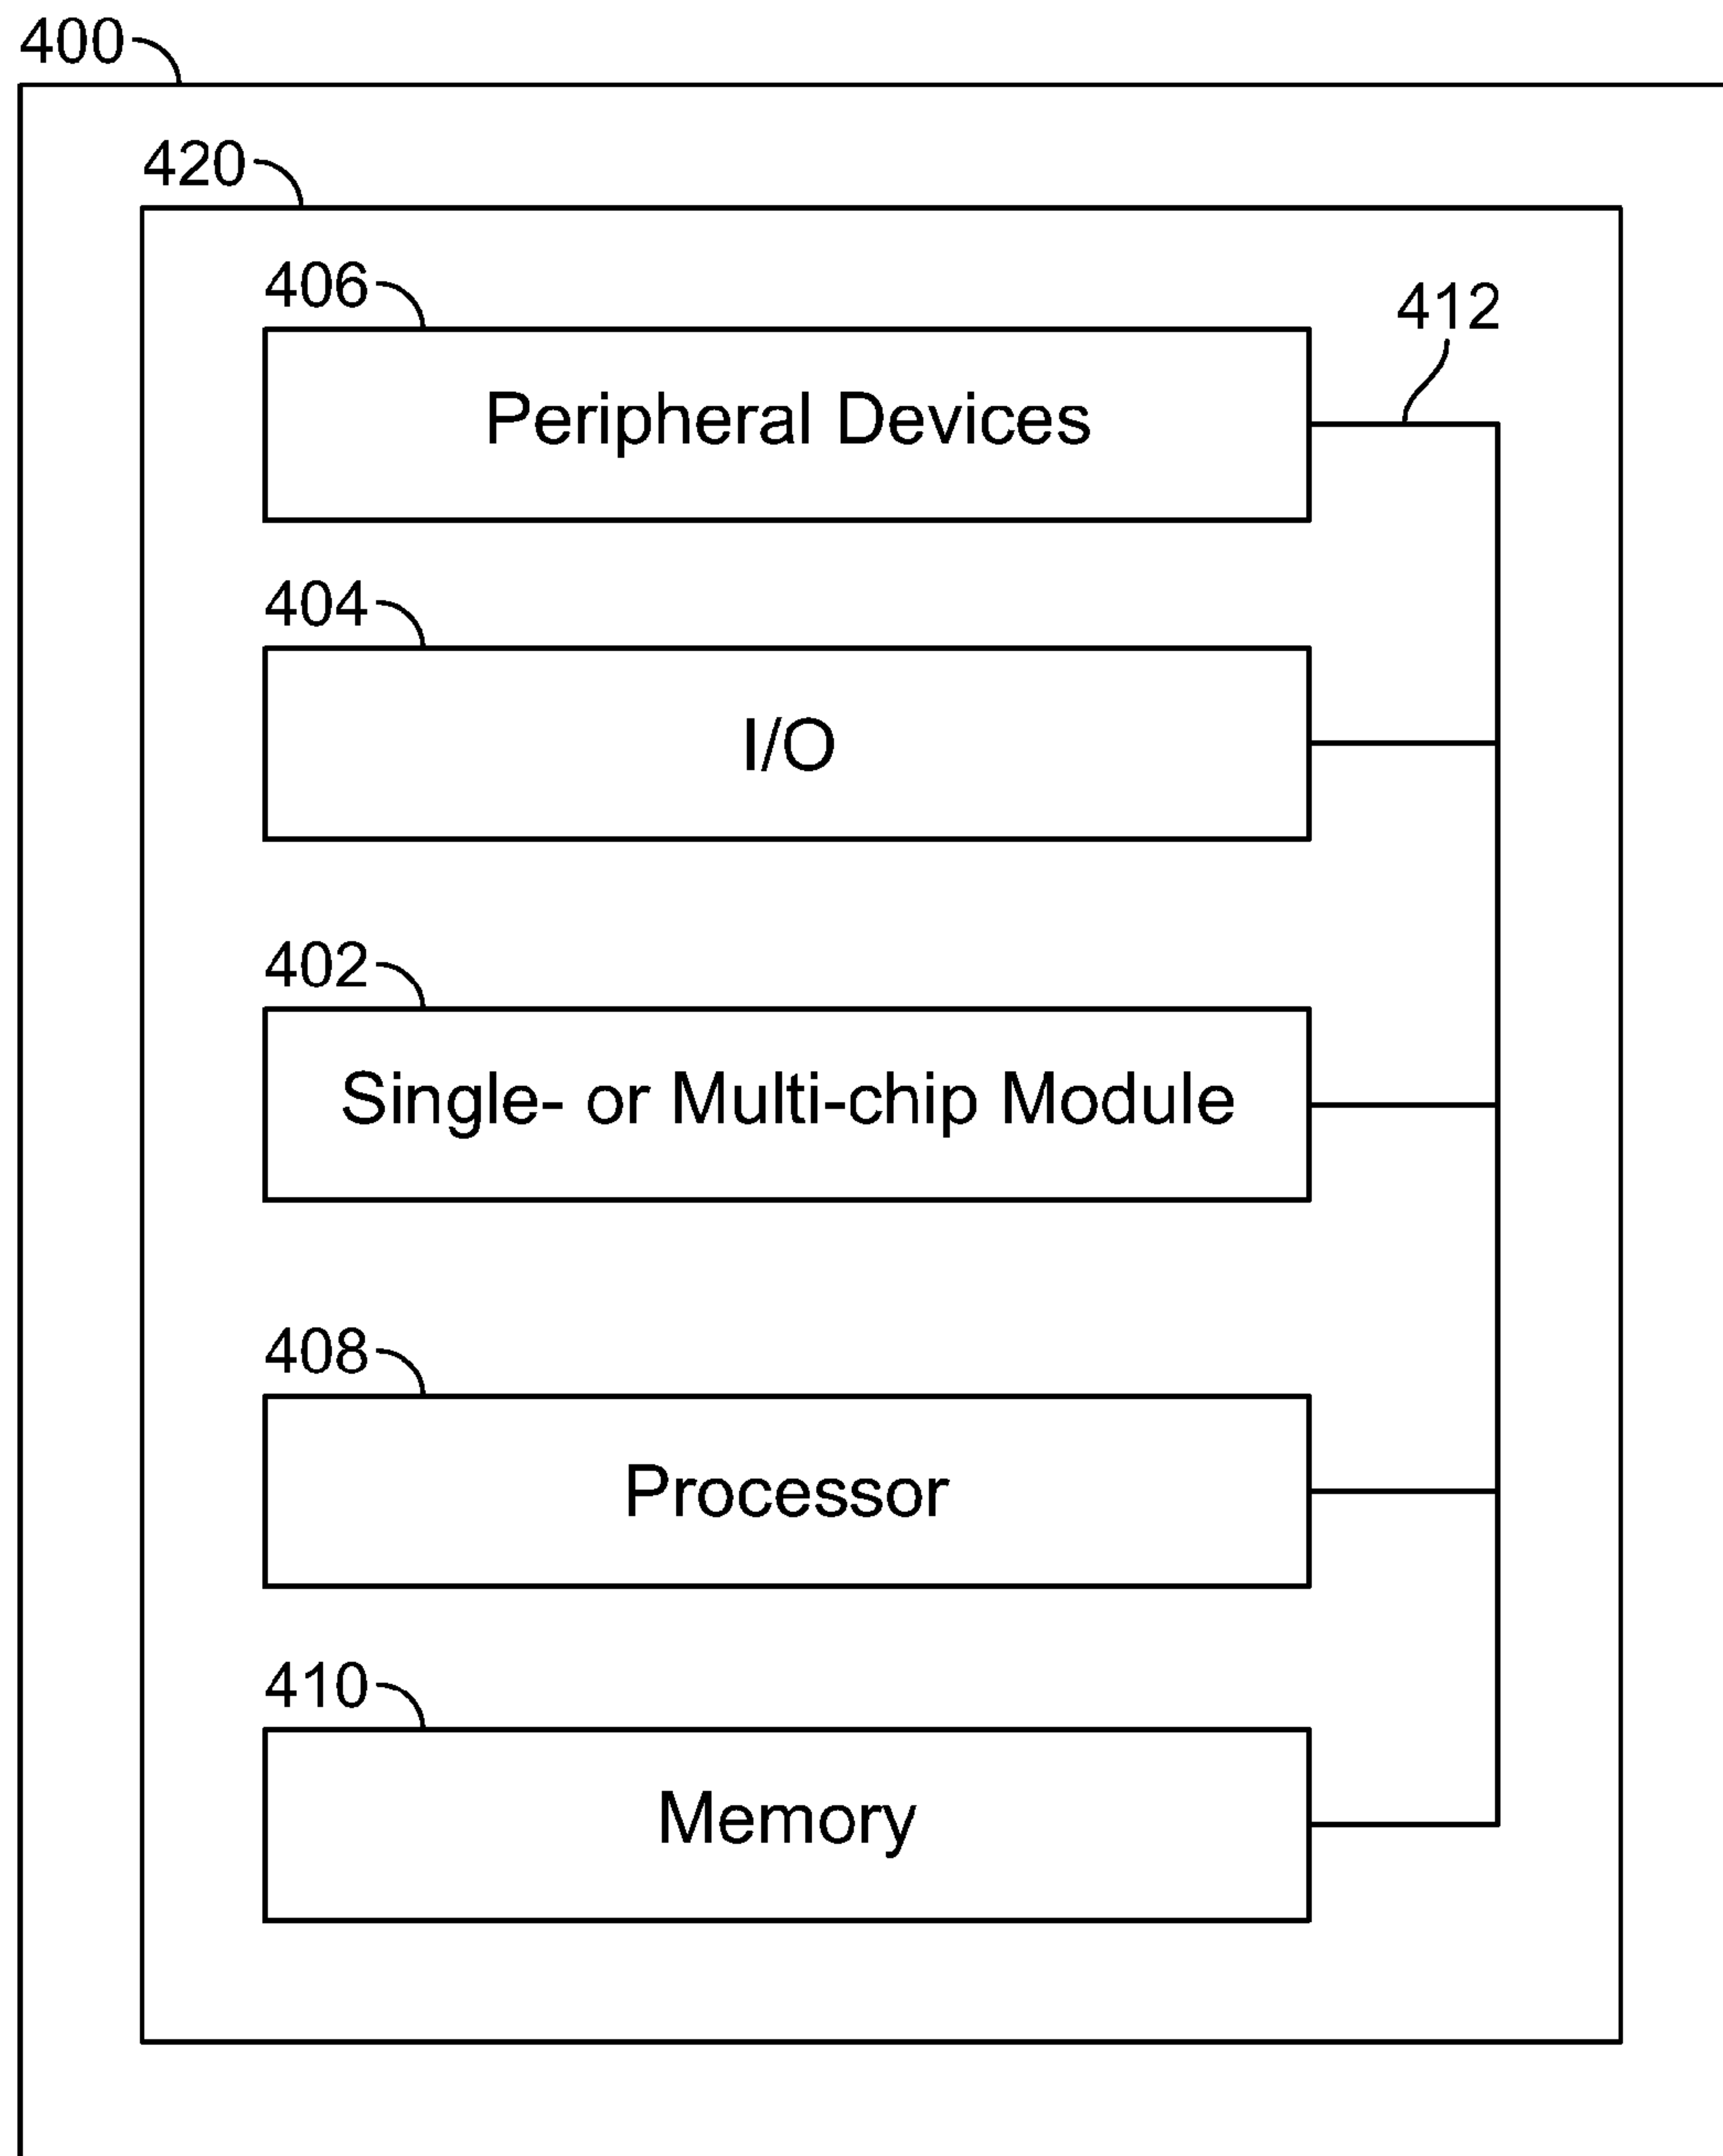 400
420
406
412
Peripheral Devices
404
I/O
402
Single- or Multi-chip Module
408
Processor
410
Memory